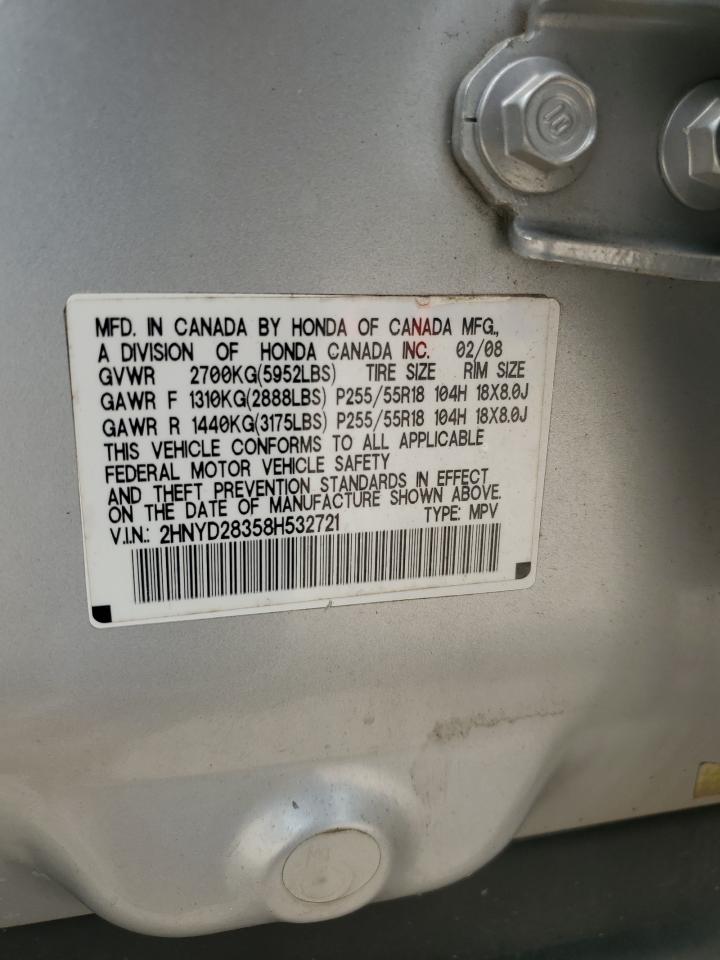 MFD. IN CANADA BY HONDA OF CANADA MFG.,
A DIVISION OF HONDA CANADA INC. 02/08
GVWR 2700KG(5952LBS) TIRE SIZE RIM SIZE
GAWR F 1310KG(2888LBS) P255/55R18 104H 18X8.0J
GAWR R 1440KG(3175LBS) P255/55R18 104H 18X8.0J
THIS VEHICLE CONFORMS TO ALL APPLICABLE
FEDERAL MOTOR VEHICLE SAFETY
AND THEFT PREVENTION STANDARDS IN EFFECT
ON THE DATE OF MANUFACTURE SHOWN ABOVE.
V.I.N.: 2HNYD28358H532721 TYPE: MPV